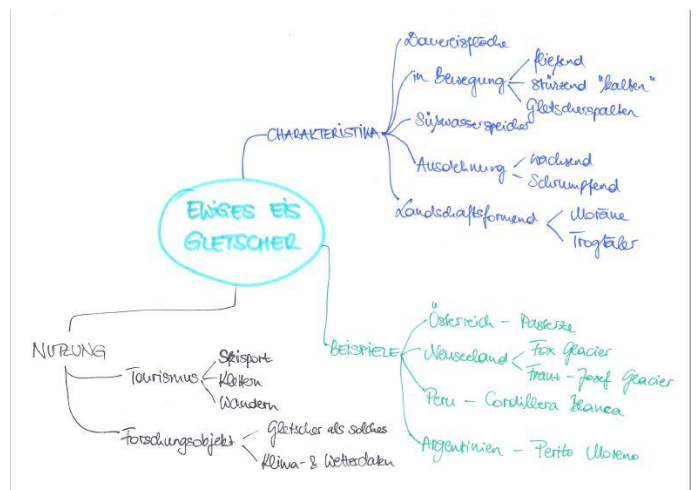 EWIGES EIS
GLETSCHER
CHARAKTERISTIKA
Dauereisfläche
in Bewegung
fließend
stürzend "kalben"
Gletscherspalten
Süßwasserspeicher
Ausdehnung
wachsend
Schrumpfend
Landschaftsformend
Moräne
Trogtäler
BEISPIELE
Österreich - Pasterze
Neuseeland
Fox Glacier
Franz-Josef Glacier
Peru - Cordillera Blanca
Argentinien - Perito Moreno
NUTZUNG
Tourismus
Skisport
Klettern
Wandern
Forschungsobjekt
Gletscher als solches
Klima- & Wetterdaten